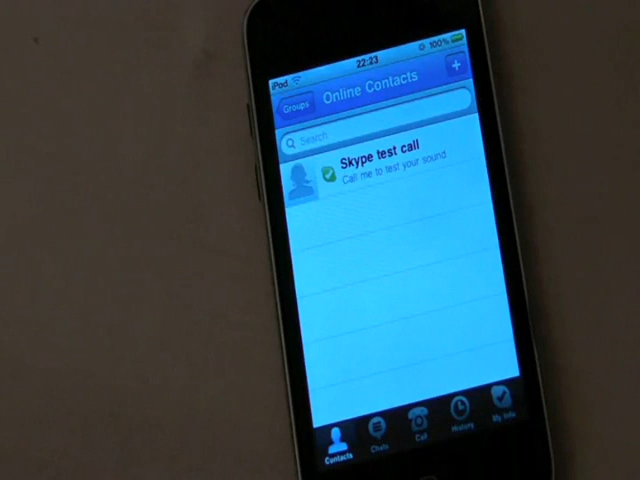 iPod 22:23 100%
Groups Online Contacts +
Search
Skype test call
Call me to test your sound
Contacts Chats Call History My Info